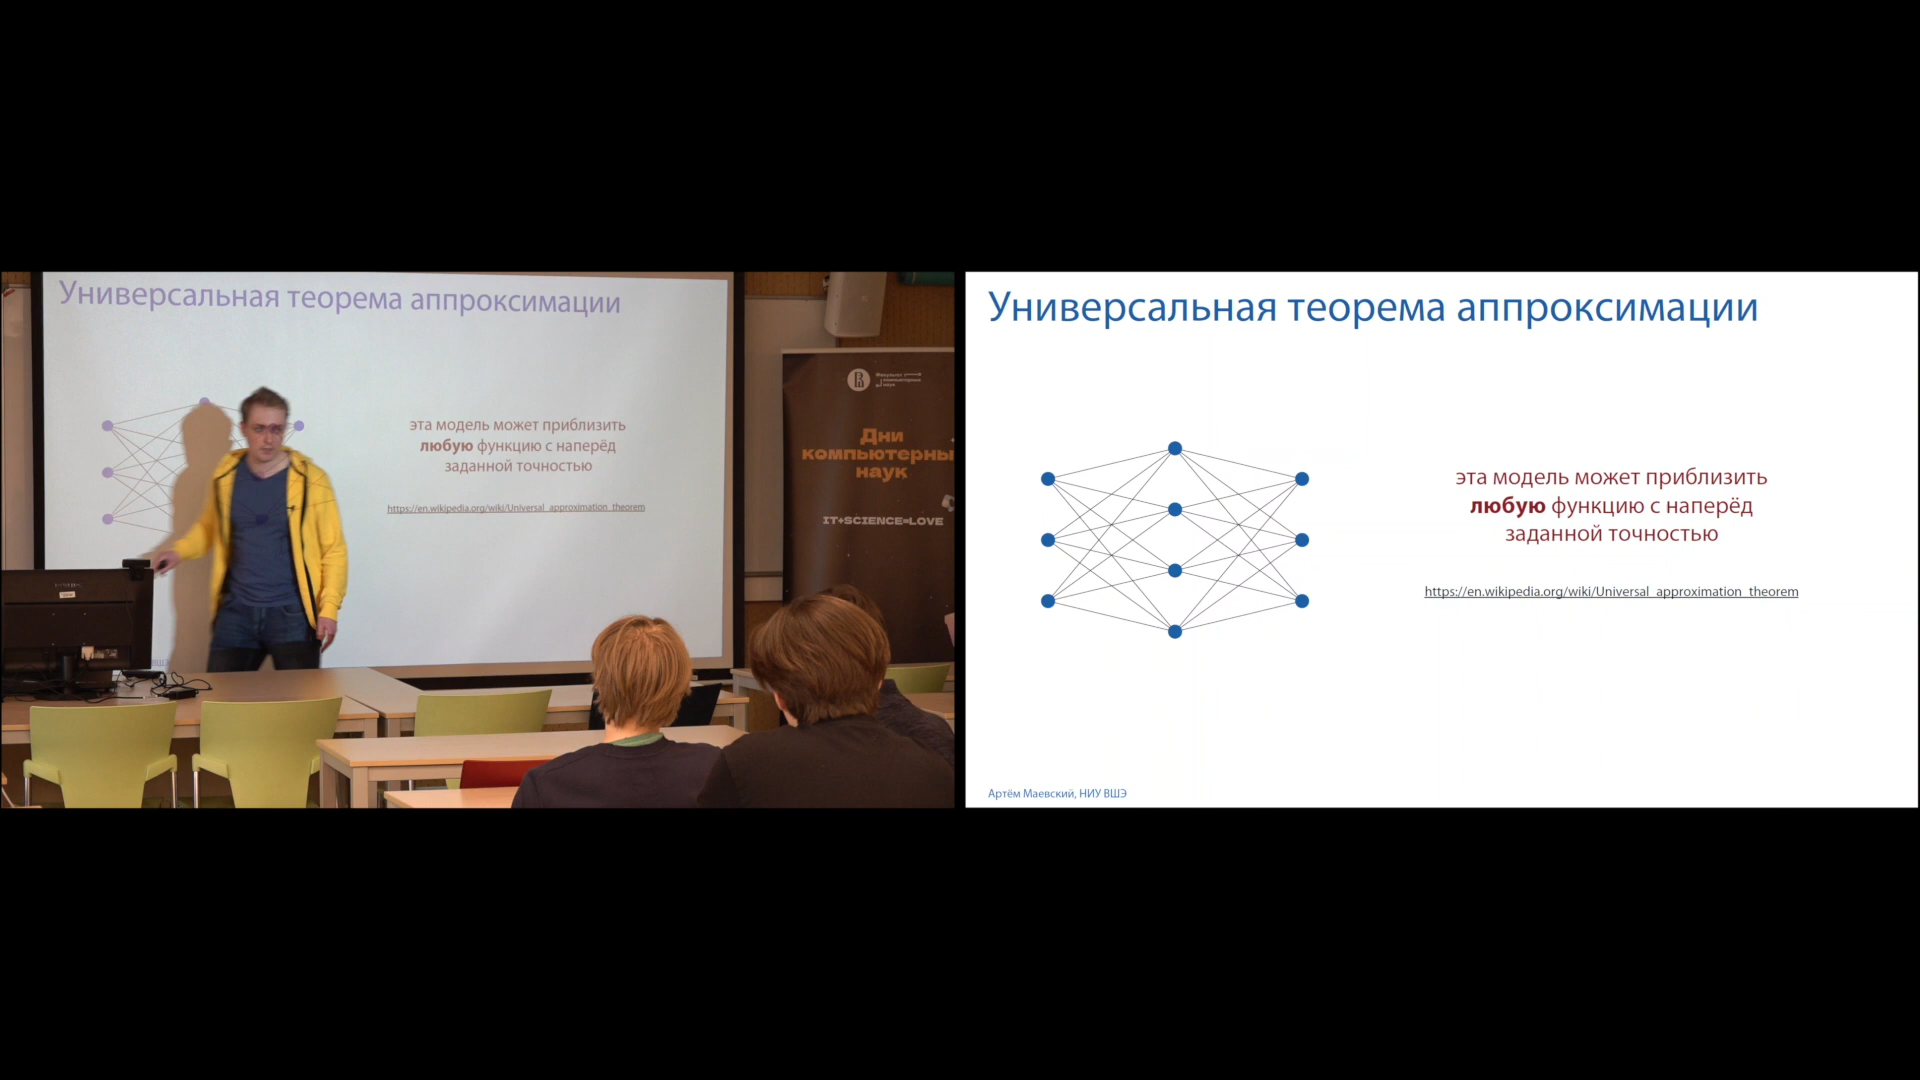 Универсальная теорема аппроксимации
эта модель может приблизить
любую функцию с наперёд
заданной точностью
https://en.wikipedia.org/wiki/Universal_approximation_theorem
Дни
компьютерны
наук
IT+SCIENCE=LOVE
Универсальная теорема аппроксимации
эта модель может приблизить
любую функцию с наперёд
заданной точностью
https://en.wikipedia.org/wiki/Universal_approximation_theorem
Артём Маевский, НИУ ВШЭ